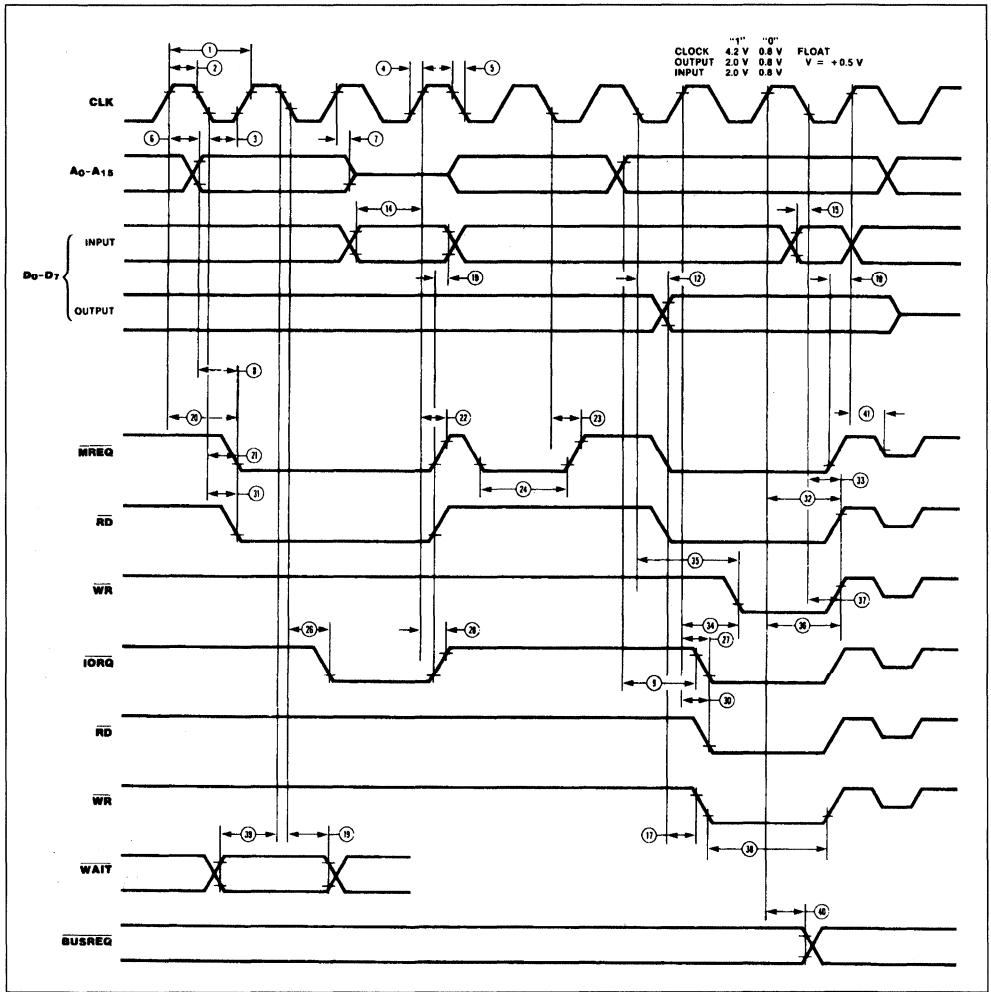 "1" "0"
CLOCK 4.2 V 0.8 V FLOAT
OUTPUT 2.0 V 0.8 V V = +0.5 V
INPUT 2.0 V 0.8 V
1
2
4
5
CLK
6
3
7
A0-A15
14
15
INPUT
D0-D7
19
12
OUTPUT
8
20
22
23
41
MREQ
21
24
33
31
32
RD
35
WR
37
34
36
26
28
27
IORQ
9
30
RD
WR
17
38
39
19
WAIT
40
BUSREQ